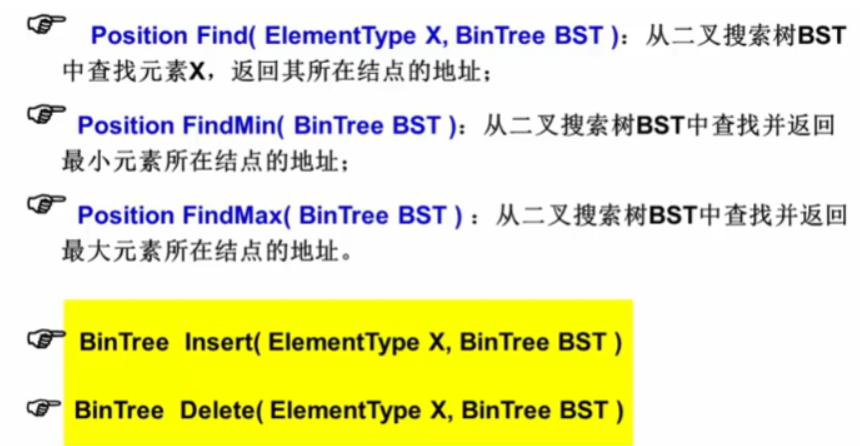 Position Find( ElementType X, BinTree BST )：从二叉搜索树BST
中查找元素X，返回其所在结点的地址；
Position FindMin( BinTree BST )：从二叉搜索树BST中查找并返回
最小元素所在结点的地址；
Position FindMax( BinTree BST ) ：从二叉搜索树BST中查找并返回
最大元素所在结点的地址。
BinTree Insert( ElementType X, BinTree BST )
BinTree Delete( ElementType X, BinTree BST )